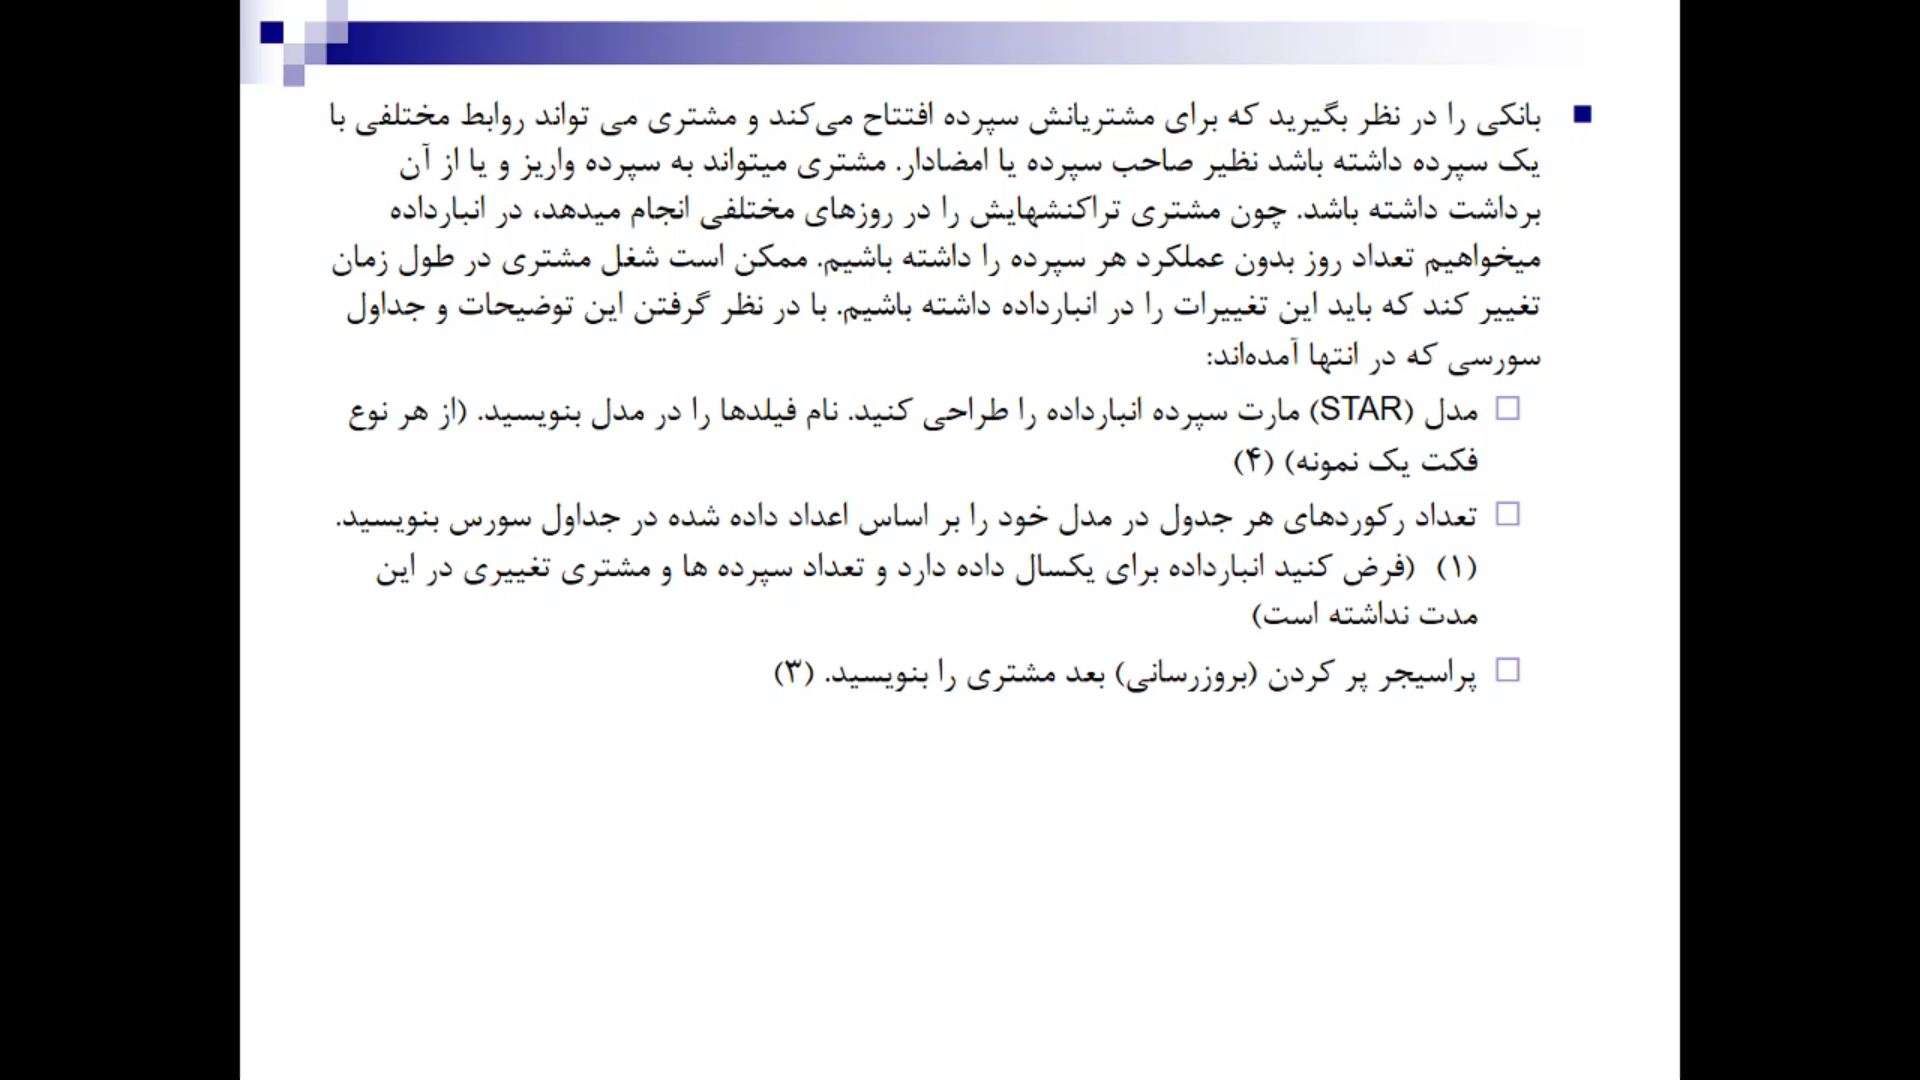 بانکی را در نظر بگیرید که برای مشتریانش سپرده افتتاح می‌کند و مشتری می تواند روابط مختلفی با
یک سپرده داشته باشد نظیر صاحب سپرده یا امضادار. مشتری میتواند به سپرده واریز و یا از آن
برداشت داشته باشد. چون مشتری تراکنشهایش را در روزهای مختلفی انجام میدهد، در انبارداده
میخواهیم تعداد روز بدون عملکرد هر سپرده را داشته باشیم. ممکن است شغل مشتری در طول زمان
تغییر کند که باید این تغییرات را در انبارداده داشته باشیم. با در نظر گرفتن این توضیحات و جداول
سورسی که در انتها آمده‌اند:
مدل (STAR) مارت سپرده انبارداده را طراحی کنید. نام فیلدها را در مدل بنویسید. (از هر نوع
فکت یک نمونه) (۴)
تعداد رکوردهای هر جدول در مدل خود را بر اساس اعداد داده شده در جداول سورس بنویسید.
(۱) (فرض کنید انبارداده برای یکسال داده دارد و تعداد سپرده ها و مشتری تغییری در این
مدت نداشته است)
پراسیجر پر کردن (بروزرسانی) بعد مشتری را بنویسید. (۳)